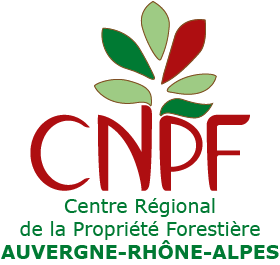 CNPF
Centre Régional
de la Propriété Forestière
AUVERGNE-RHÔNE-ALPES